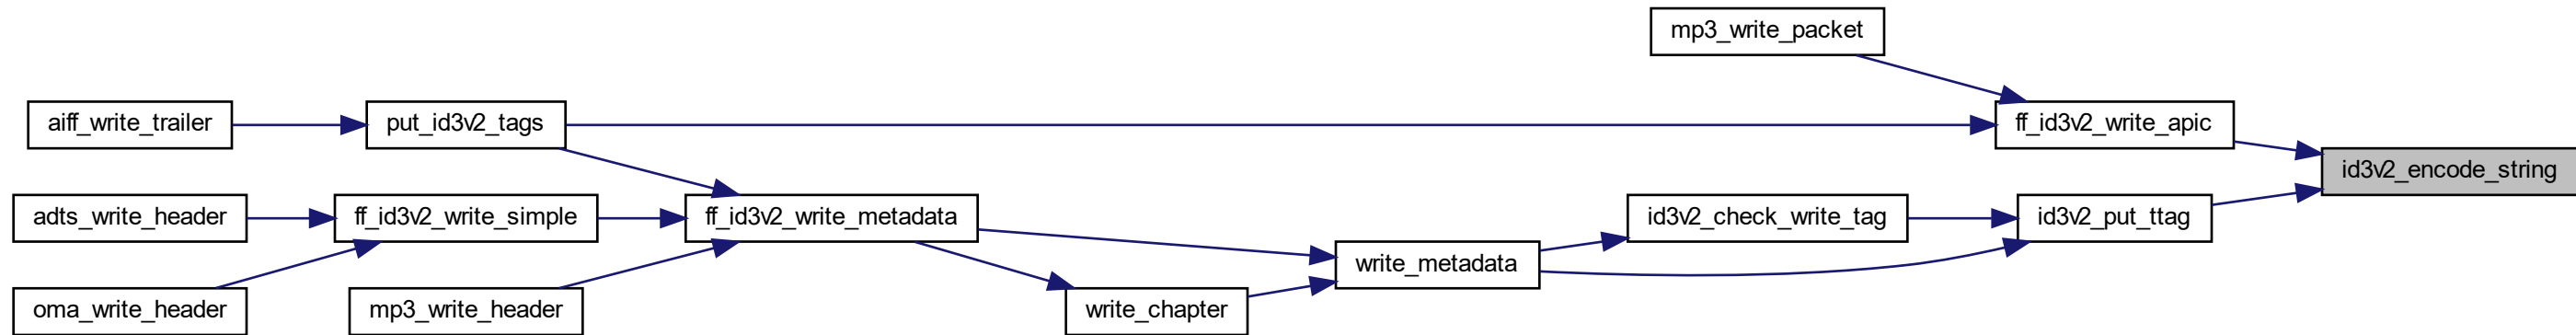 mp3_write_packet
aiff_write_trailer
put_id3v2_tags
ff_id3v2_write_apic
id3v2_encode_string
adts_write_header
ff_id3v2_write_simple
ff_id3v2_write_metadata
id3v2_check_write_tag
id3v2_put_ttag
write_metadata
oma_write_header
mp3_write_header
write_chapter